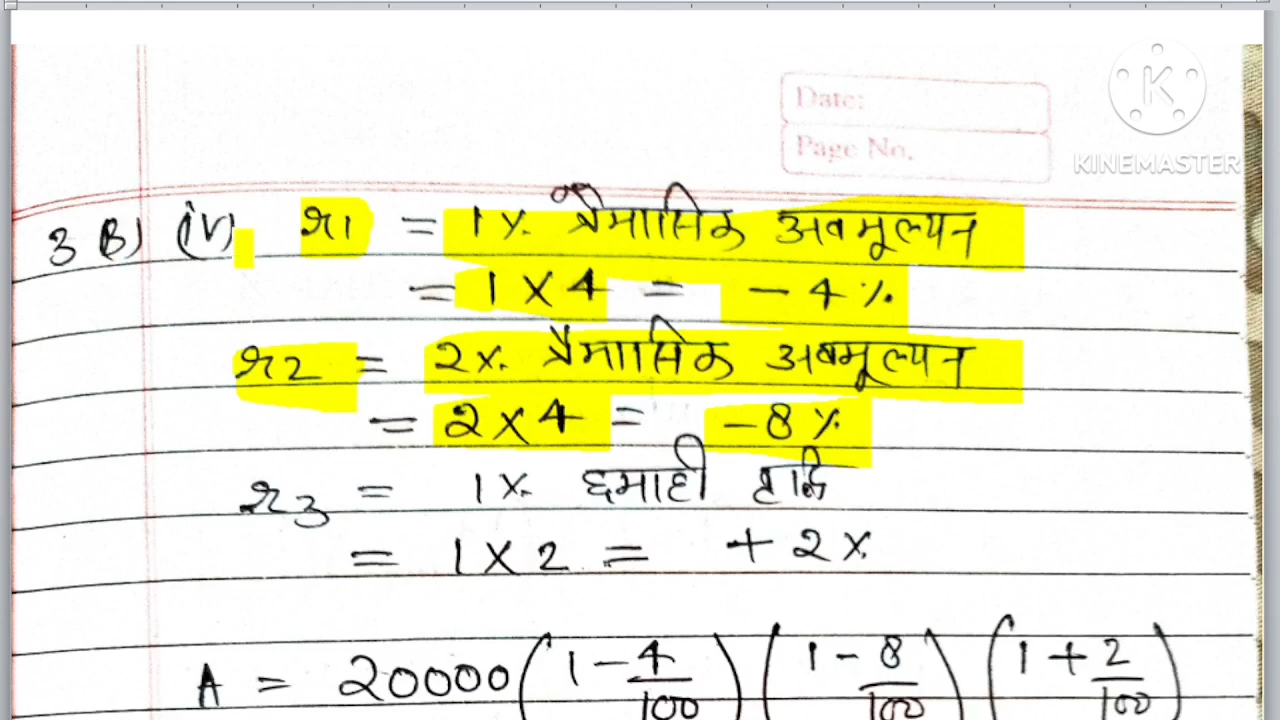 Date:
Page No.
KINEMASTER
3 B) (iv) r1 = 1% त्रैमासिक अवमूल्यन
= 1 × 4 = - 4 %
r2 = 2% त्रैमासिक अवमूल्यन
= 2 × 4 = - 8 %
r3 = 1% छमाही
= 1 × 2 = + 2 %
A = 20000 (1 - 4/100) (1 - 8/100) (1 + 2/100)